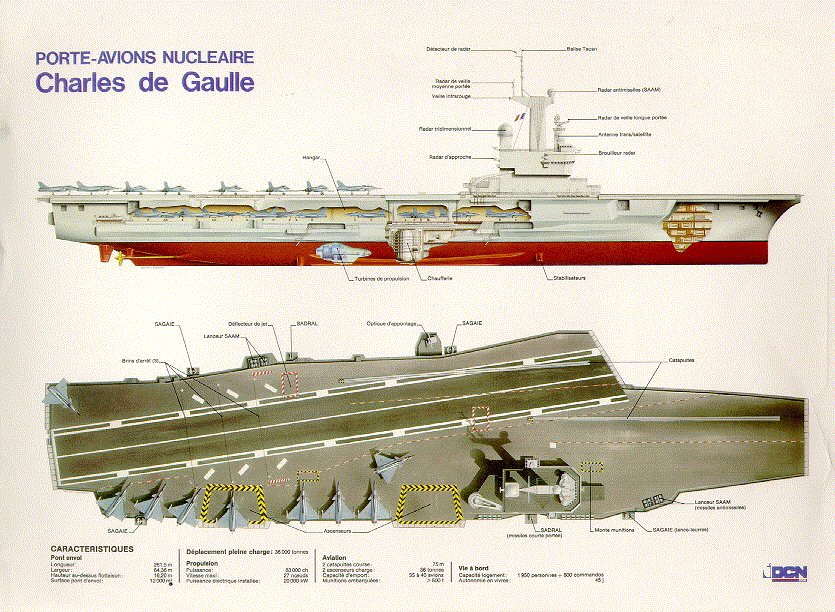 PORTE-AVIONS NUCLEAIRE
Charles de Gaulle
Détecteur de radar
Balise Tacan
Radar de veille
moyenne portée
Veille infrarouge
Radar antimissiles (SAAM)
Radar de veille longue portée
Radar tridimensionnel
Antenne trans/satellite
Brouilleur radar
Radar d'approche
Hangar
Turbines de propulsion
Chaufferie
Stabilisateurs
SAGAIE
Déflecteur de jet
SADRAL
Optique d'appontage
SAGAIE
Lanceur SAAM
Brins d'arrêt (3)
Catapultes
Lanceur SAAM
(missiles antimissiles)
SAGAIE
Ascenseurs
SADRAL
(missiles courte portée)
Monte munitions
SAGAIE (lance-leurres)
CARACTERISTIQUES
Pont envol
Longueur: 261,5 m
Largeur: 64,36 m
Hauteur au-dessus flottaison:
Surface pont d'envol: 12 000 m²
Déplacement pleine charge: 36 000 tonnes
Propulsion
Puissance: 83 000 ch
Vitesse maxi: 27 nœuds
Puissance électrique installée: 20 000 kW
Aviation
2 catapultes course: 75 m
2 ascenseurs charge: 36 tonnes
Capacité d'emport: 35 à 40 avions
Munitions embarquées:
Vie à bord
Capacité logement: 1 950 personnes + 800 commandos
Autonomie en vivres: 45 j
DCN